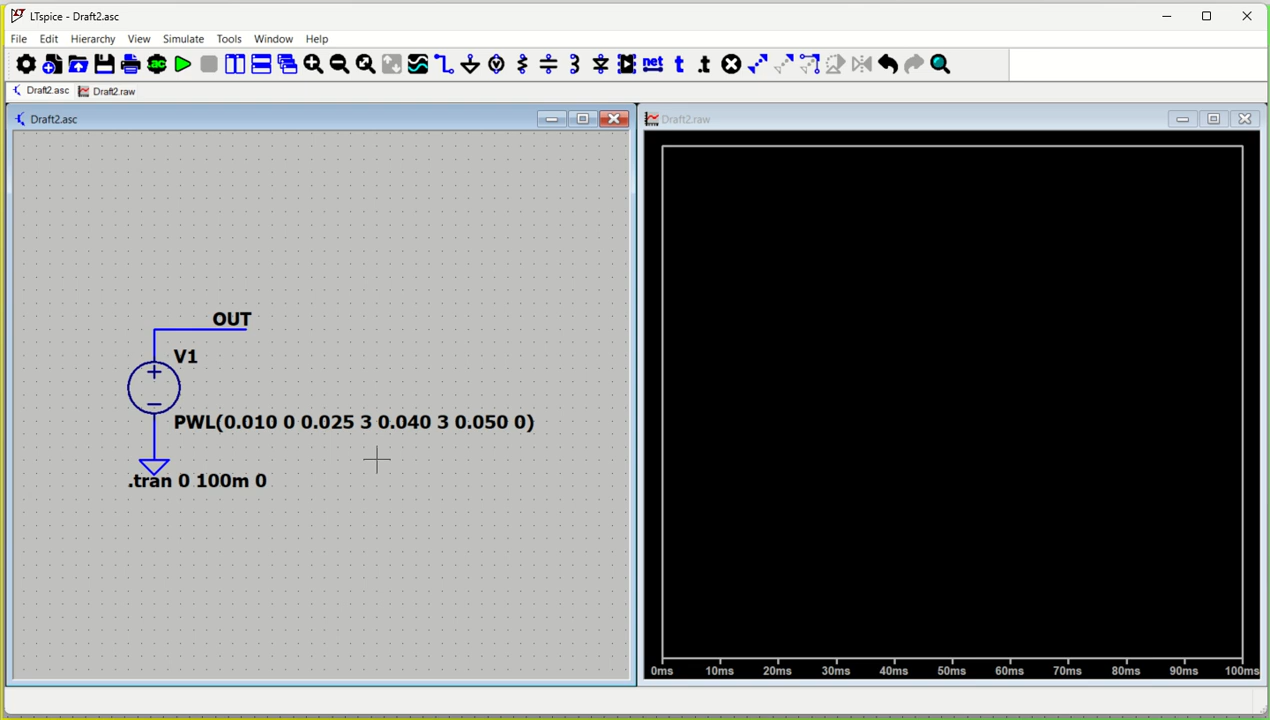 LTspice - Draft2.asc
File Edit Hierarchy View Simulate Tools Window Help
.ac net t .t
Draft2.asc Draft2.raw
Draft2.asc
Draft2.raw
OUT
V1
PWL(0.010 0 0.025 3 0.040 3 0.050 0)
.tran 0 100m 0
0ms 10ms 20ms 30ms 40ms 50ms 60ms 70ms 80ms 90ms 100ms